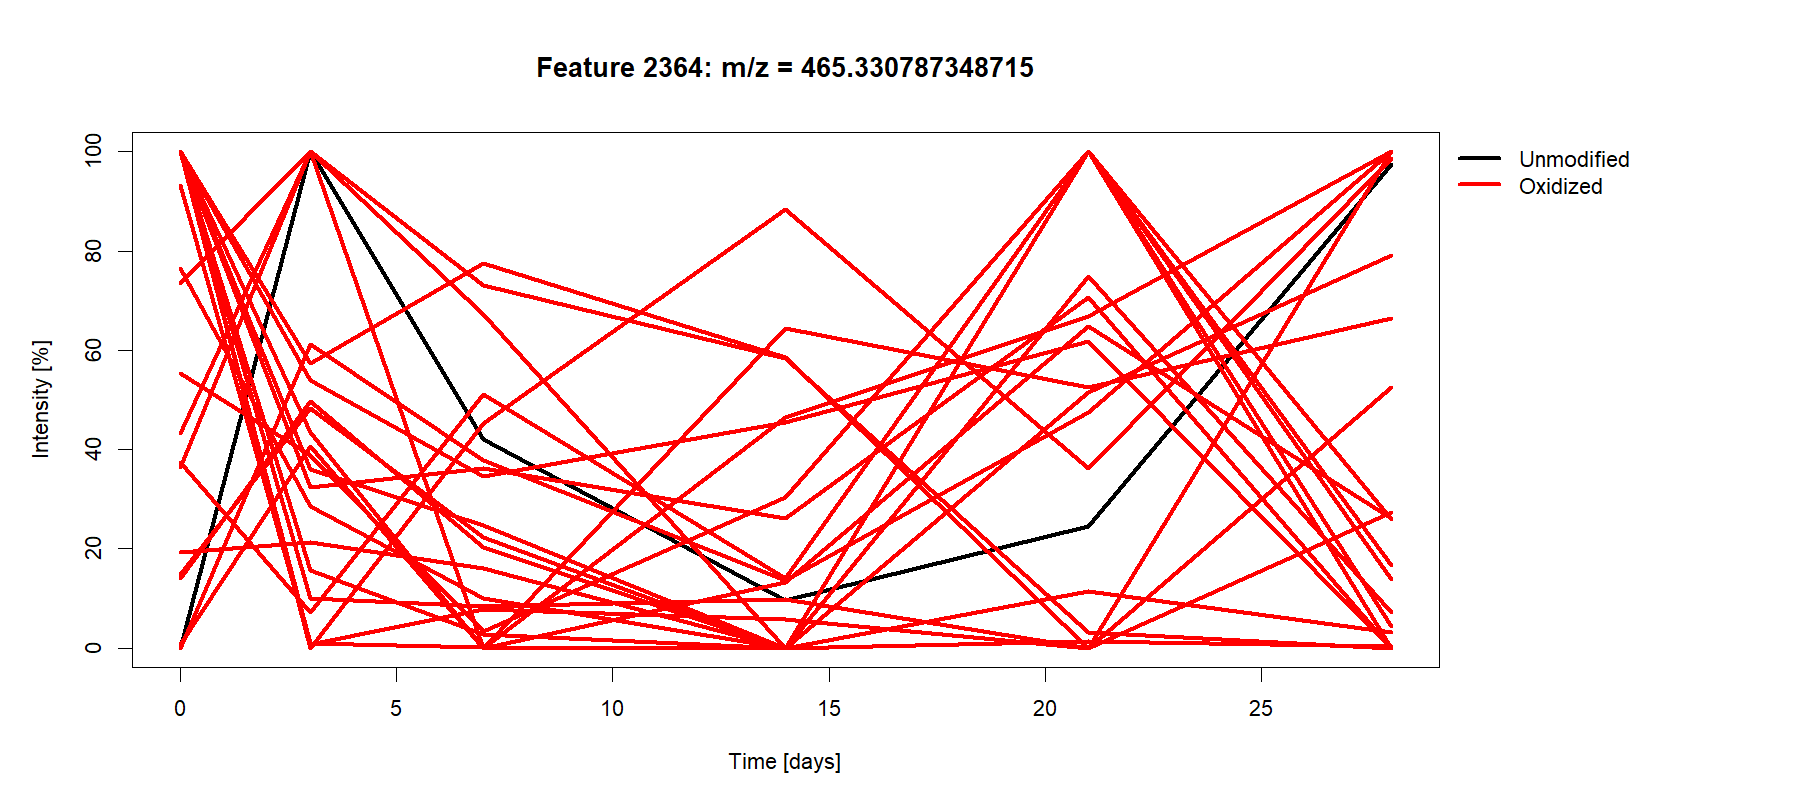 Feature 2364: m/z = 465.330787348715
Unmodified
Oxidized
Intensity [%]
100
80
60
40
20
0
0 5 10 15 20 25
Time [days]